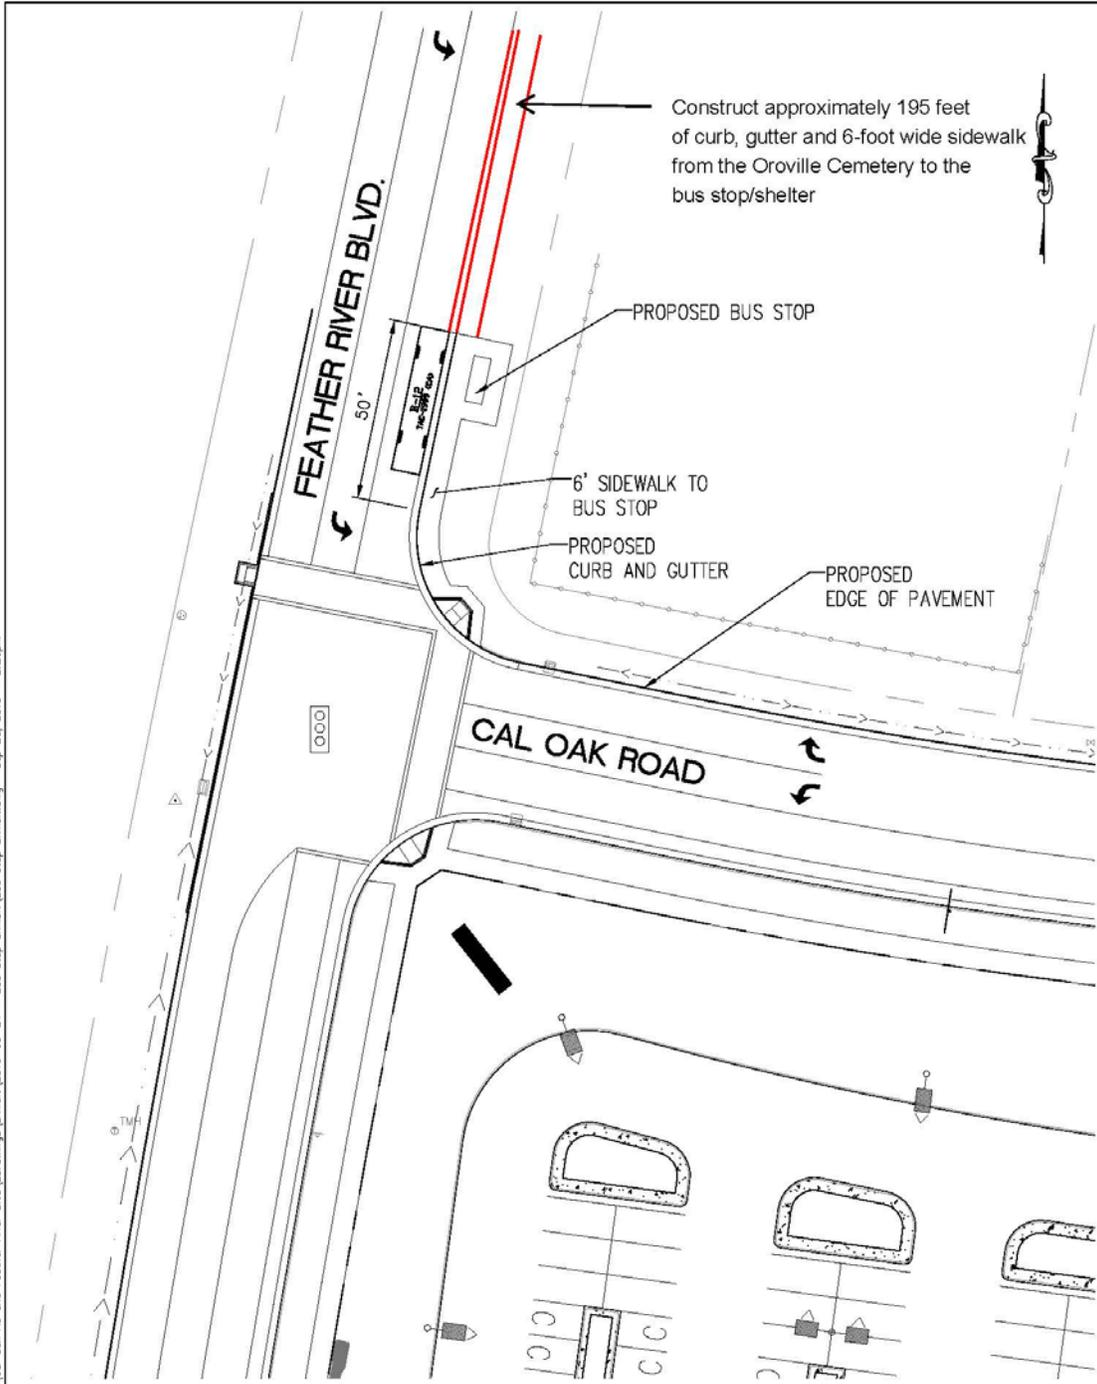 Construct approximately 195 feet
of curb, gutter and 6-foot wide sidewalk
from the Oroville Cemetery to the
bus stop/shelter
FEATHER RIVER BLVD.
PROPOSED BUS STOP
50'
6' SIDEWALK TO
BUS STOP
PROPOSED
CURB AND GUTTER
PROPOSED
EDGE OF PAVEMENT
CAL OAK ROAD
TMH
C
C
C
C
C
C